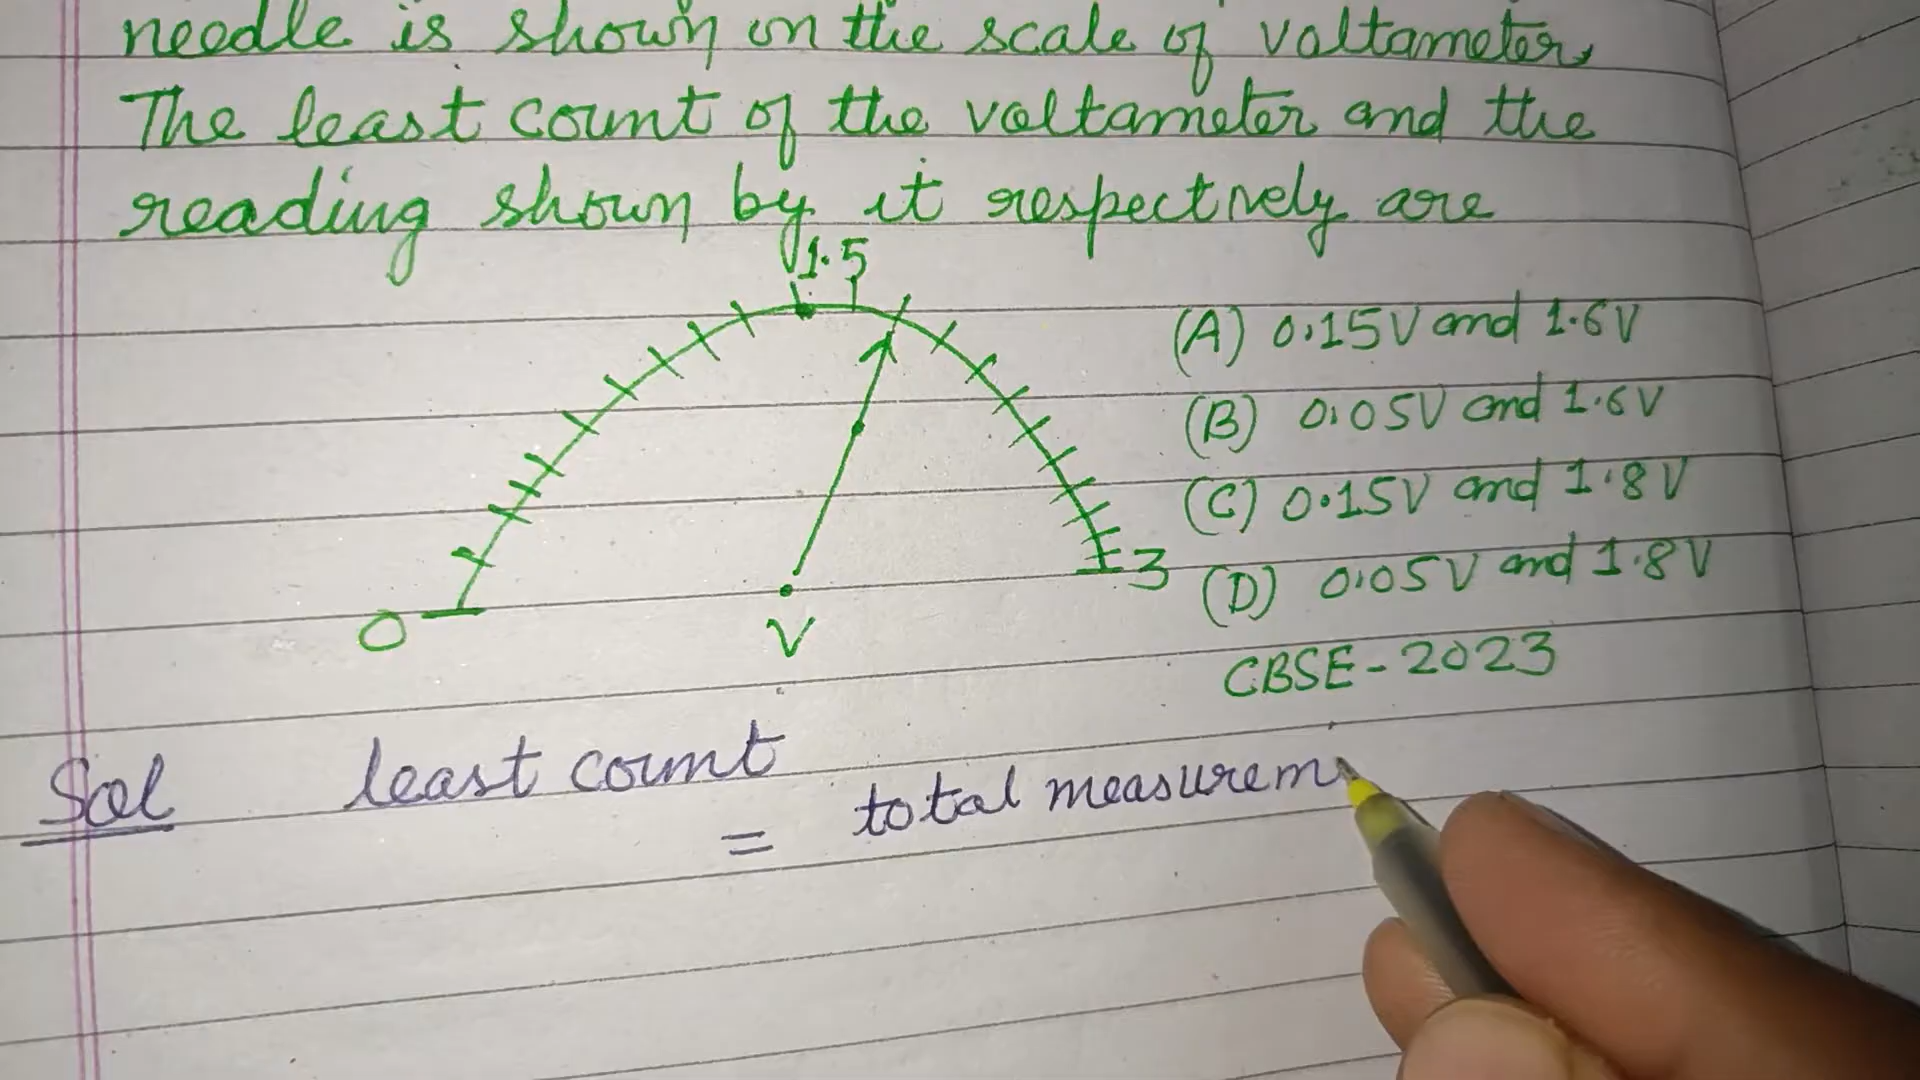 needle is shown on the scale of voltameter,
The least count of the voltameter and the
reading shown by it respectively are
1.5
(A) 0.15V and 1.6V
(B) 0.05V and 1.6V
(C) 0.15V and 1.8V
3
(D) 0.05V and 1.8V
0
V
CBSE-2023
Sol least count
= total measurem